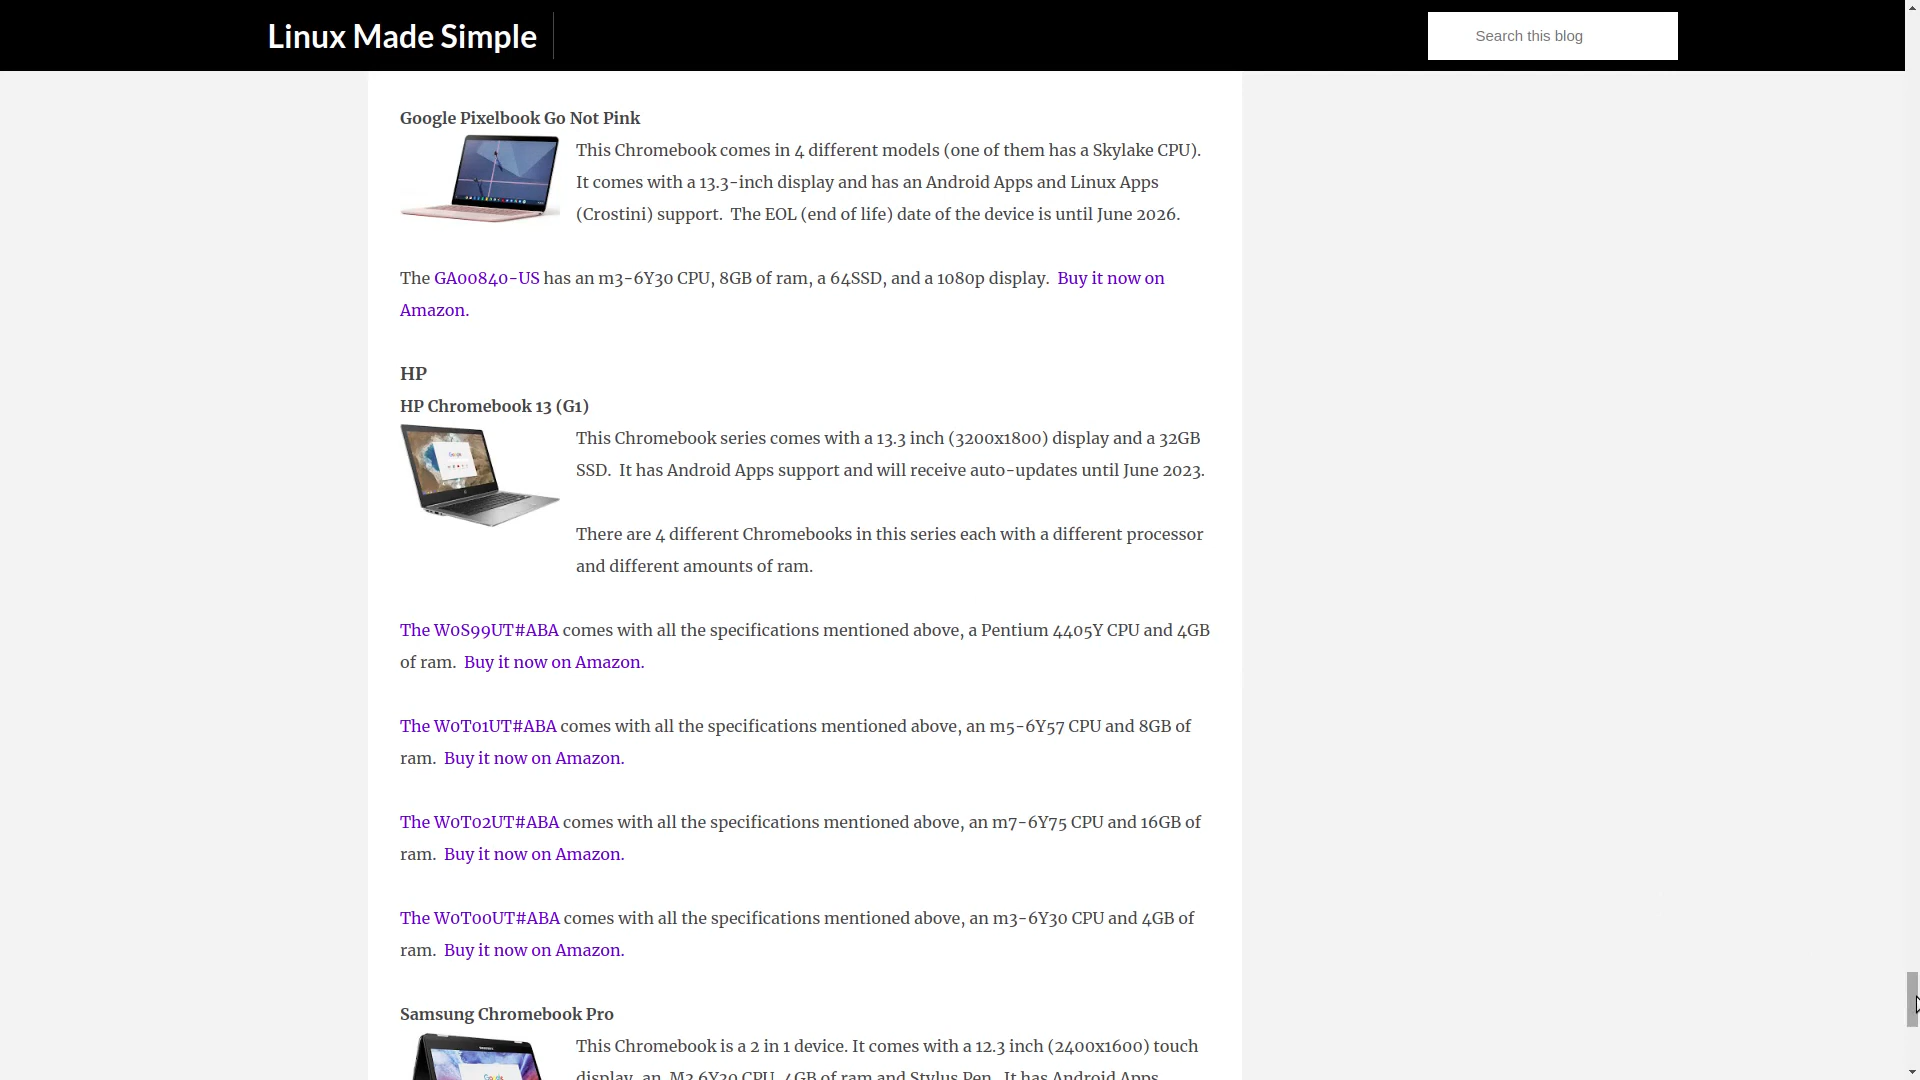 Linux Made Simple
Search this blog
Google Pixelbook Go Not Pink
This Chromebook comes in 4 different models (one of them has a Skylake CPU).
It comes with a 13.3-inch display and has an Android Apps and Linux Apps
(Crostini) support.  The EOL (end of life) date of the device is until June 2026.
The GA00840-US has an m3-6Y30 CPU, 8GB of ram, a 64SSD, and a 1080p display.  Buy it now on
Amazon.
HP
HP Chromebook 13 (G1)
This Chromebook series comes with a 13.3 inch (3200x1800) display and a 32GB
SSD.  It has Android Apps support and will receive auto-updates until June 2023.
There are 4 different Chromebooks in this series each with a different processor
and different amounts of ram.
The W0S99UT#ABA comes with all the specifications mentioned above, a Pentium 4405Y CPU and 4GB
of ram.  Buy it now on Amazon.
The W0T01UT#ABA comes with all the specifications mentioned above, an m5-6Y57 CPU and 8GB of
ram.  Buy it now on Amazon.
The W0T02UT#ABA comes with all the specifications mentioned above, an m7-6Y75 CPU and 16GB of
ram.  Buy it now on Amazon.
The W0T00UT#ABA comes with all the specifications mentioned above, an m3-6Y30 CPU and 4GB of
ram.  Buy it now on Amazon.
Samsung Chromebook Pro
This Chromebook is a 2 in 1 device. It comes with a 12.3 inch (2400x1600) touch
display, an  M3 6Y30 CPU, 4GB of ram and Stylus Pen.  It has Android Apps